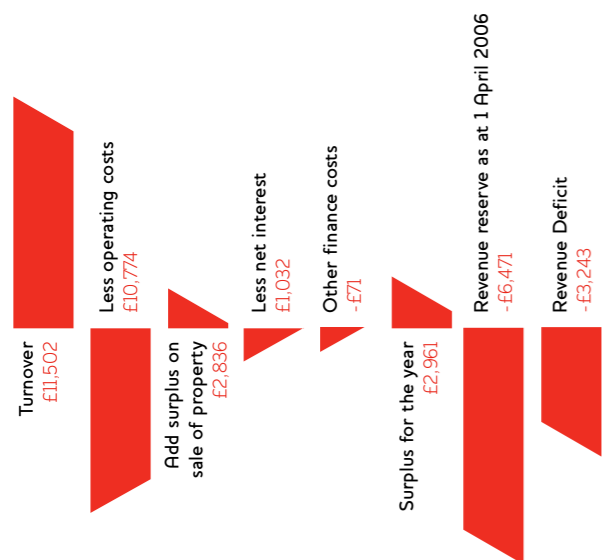 Turnover
£11,502
Less operating costs
£10,774
Add surplus on
sale of property
£2,836
Less net interest
£1,032
Other finance costs
-£71
Surplus for the year
£2,961
Revenue reserve as at 1 April 2006
-£6,471
Revenue Deficit
-£3,243